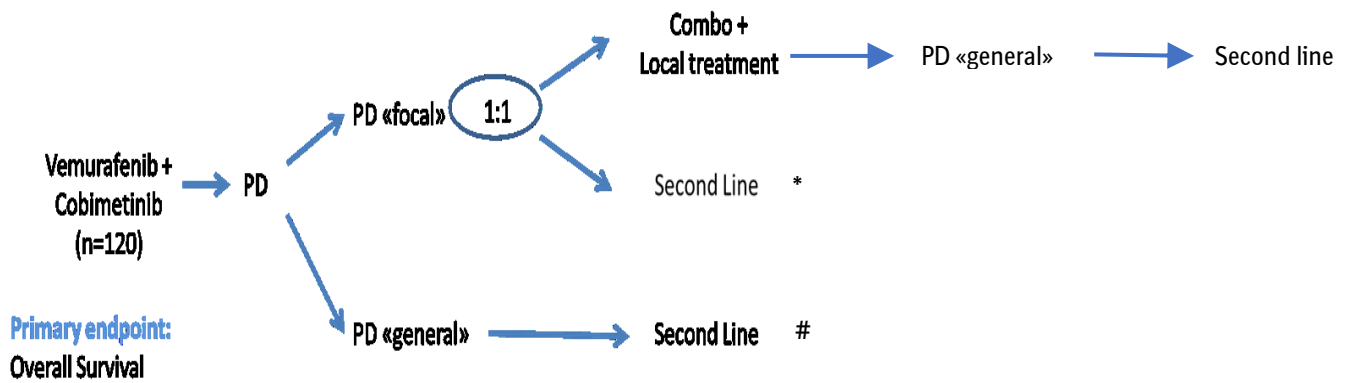 Combo +
Local treatment
PD «general»
Second line
PD «focal»
1:1
Vemurafenib +
Cobimetinib
(n=120)
PD
Second Line *
Primary endpoint:
Overall Survival
PD «general»
Second Line #